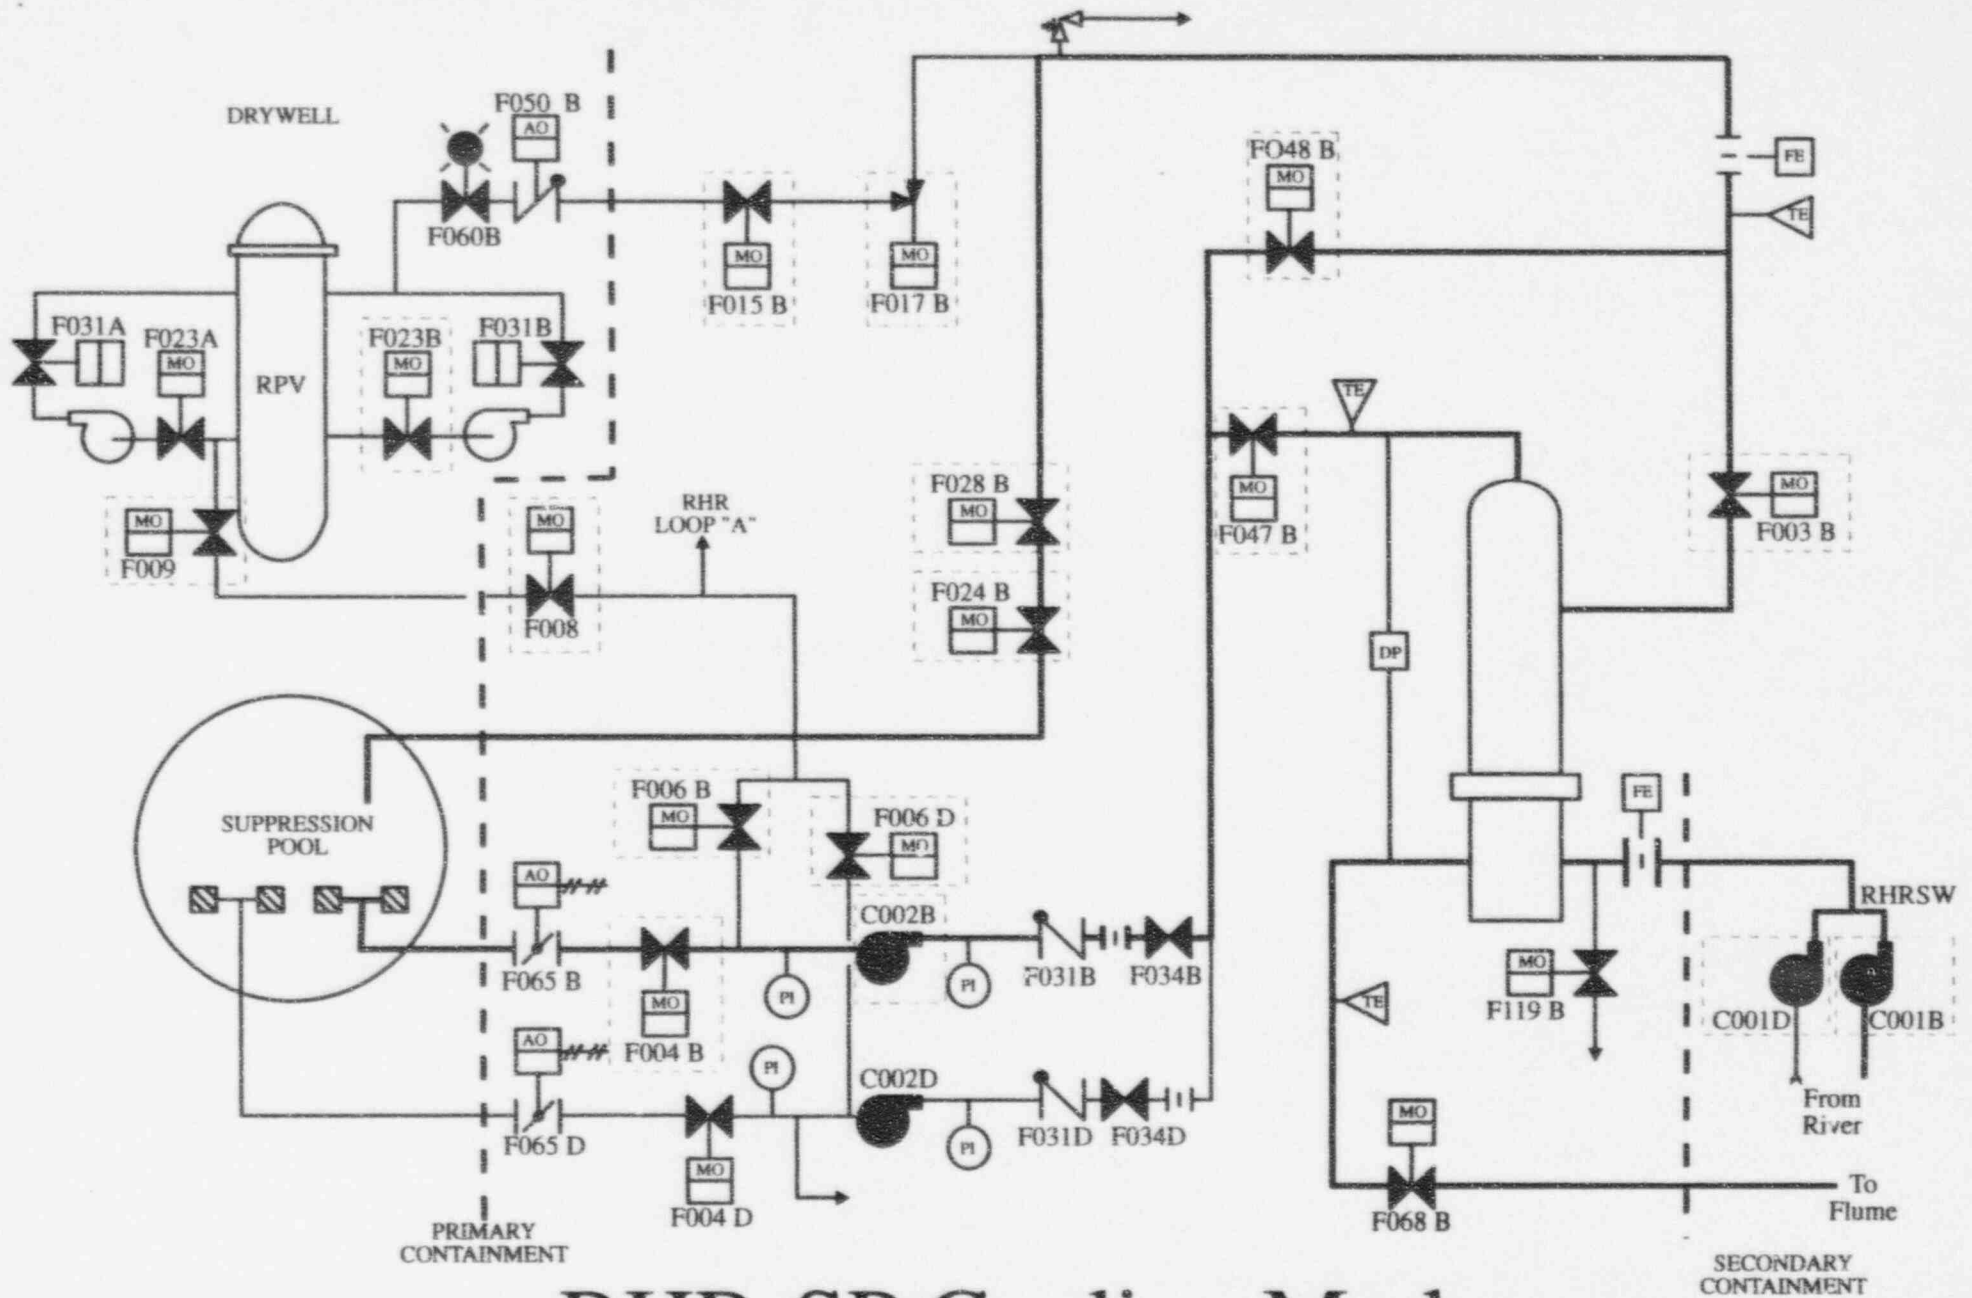 F050 B
AO
DRYWELL
F060B
FO48 B
MO
FE
TE
MO
F015 B
MO
F017 B
F031A
F023A
MO
RPV
F023B
MO
F031B
TE
MO
F009
MO
F008
RHR
LOOP "A"
F028 B
MO
F024 B
MO
MO
F047 B
MO
F003 B
DP
SUPPRESSION
POOL
F006 B
MO
F006 D
MO
FE
AO
F065 B
MO
F004 B
PI
C002B
PI
F031B
F034B
RHRSW
MO
F119 B
C001D
C001B
TE
AO
F065 D
PI
C002D
MO
F004 D
PI
F031D
F034D
From
River
MO
F068 B
To
Flume
PRIMARY
CONTAINMENT
SECONDARY
CONTAINMENT